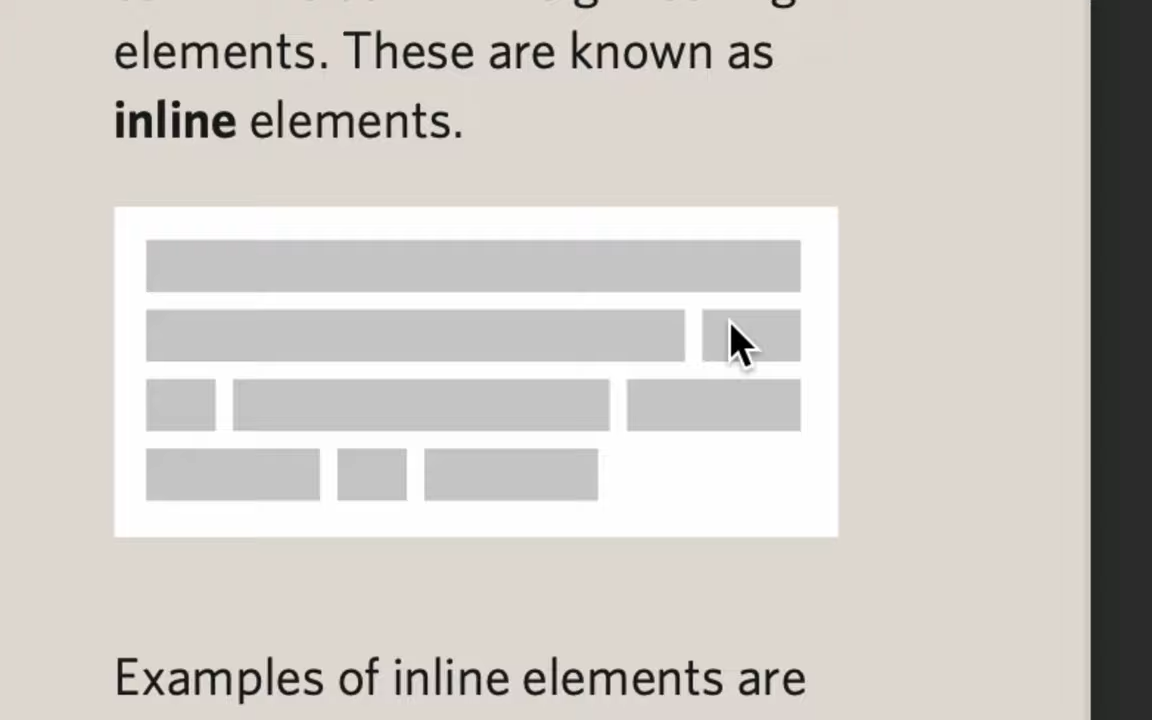 elements. These are known as
inline elements.
Examples of inline elements are